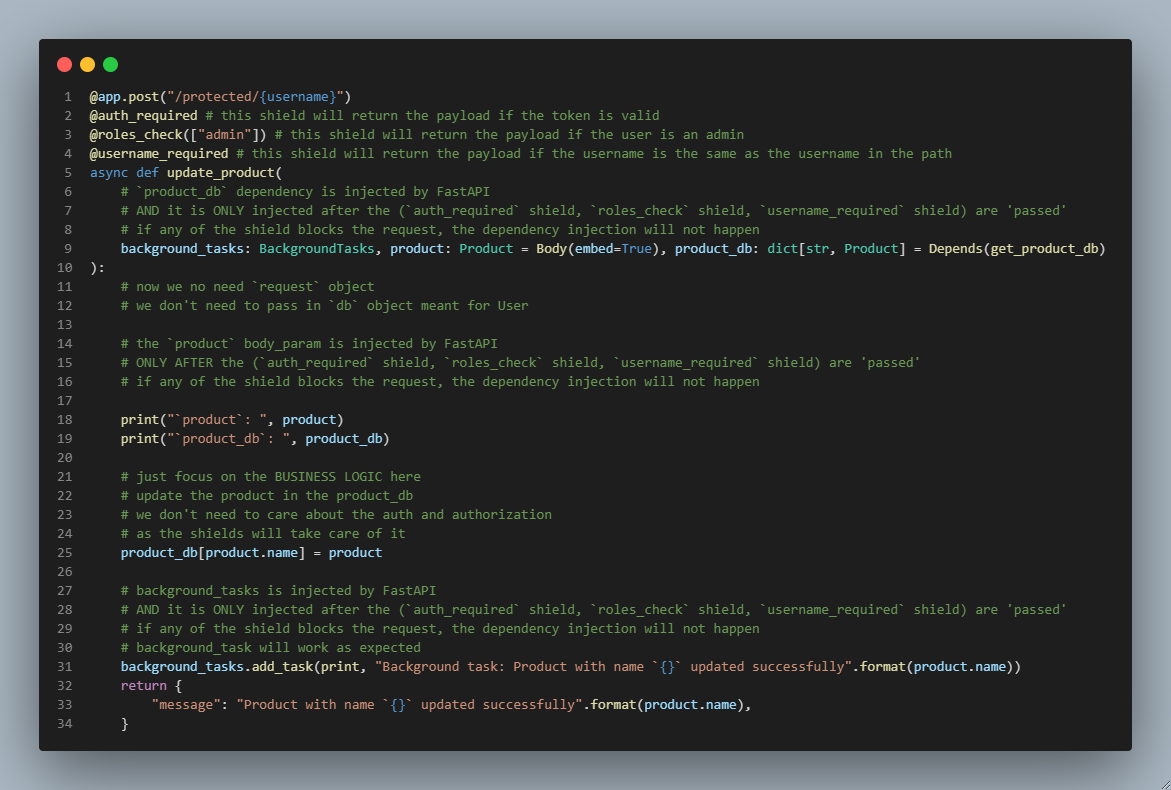 1 @app.post("/protected/{username}")
2 @auth_required # this shield will return the payload if the token is valid
3 @roles_check(["admin"]) # this shield will return the payload if the user is an admin
4 @username_required # this shield will return the payload if the username is the same as the username in the path
5 async def update_product(
6     # `product_db` dependency is injected by FastAPI
7     # AND it is ONLY injected after the (`auth_required` shield, `roles_check` shield, `username_required` shield) are 'passed'
8     # if any of the shield blocks the request, the dependency injection will not happen
9     background_tasks: BackgroundTasks, product: Product = Body(embed=True), product_db: dict[str, Product] = Depends(get_product_db)
10 ):
11     # now we no need `request` object
12     # we don't need to pass in `db` object meant for User
13
14     # the `product` body_param is injected by FastAPI
15     # ONLY AFTER the (`auth_required` shield, `roles_check` shield, `username_required` shield) are 'passed'
16     # if any of the shield blocks the request, the dependency injection will not happen
17
18     print("`product`: ", product)
19     print("`product_db`: ", product_db)
20
21     # just focus on the BUSINESS LOGIC here
22     # update the product in the product_db
23     # we don't need to care about the auth and authorization
24     # as the shields will take care of it
25     product_db[product.name] = product
26
27     # background_tasks is injected by FastAPI
28     # AND it is ONLY injected after the (`auth_required` shield, `roles_check` shield, `username_required` shield) are 'passed'
29     # if any of the shield blocks the request, the dependency injection will not happen
30     # background_task will work as expected
31     background_tasks.add_task(print, "Background task: Product with name `{}` updated successfully".format(product.name))
32     return {
33         "message": "Product with name `{}` updated successfully".format(product.name),
34     }